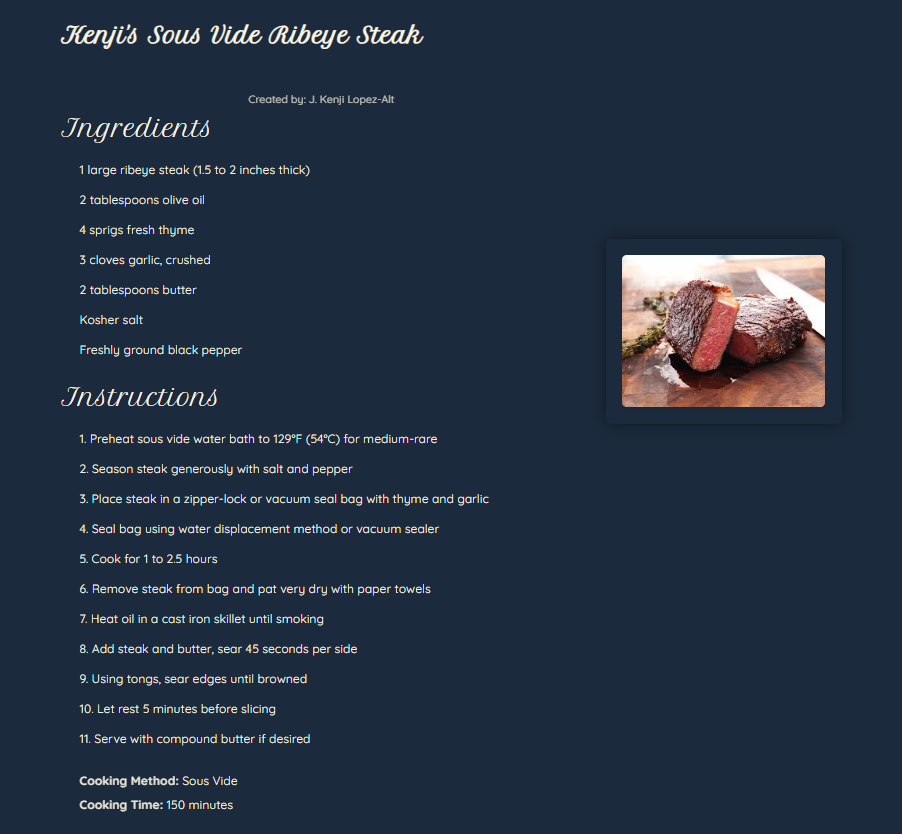 Kenji's Sous Vide Ribeye Steak
Created by: J. Kenji Lopez-Alt
Ingredients
1 large ribeye steak (1.5 to 2 inches thick)
2 tablespoons olive oil
4 sprigs fresh thyme
3 cloves garlic, crushed
2 tablespoons butter
Kosher salt
Freshly ground black pepper
Instructions
1. Preheat sous vide water bath to 129°F (54°C) for medium-rare
2. Season steak generously with salt and pepper
3. Place steak in a zipper-lock or vacuum seal bag with thyme and garlic
4. Seal bag using water displacement method or vacuum sealer
5. Cook for 1 to 2.5 hours
6. Remove steak from bag and pat very dry with paper towels
7. Heat oil in a cast iron skillet until smoking
8. Add steak and butter, sear 45 seconds per side
9. Using tongs, sear edges until browned
10. Let rest 5 minutes before slicing
11. Serve with compound butter if desired
Cooking Method: Sous Vide
Cooking Time: 150 minutes